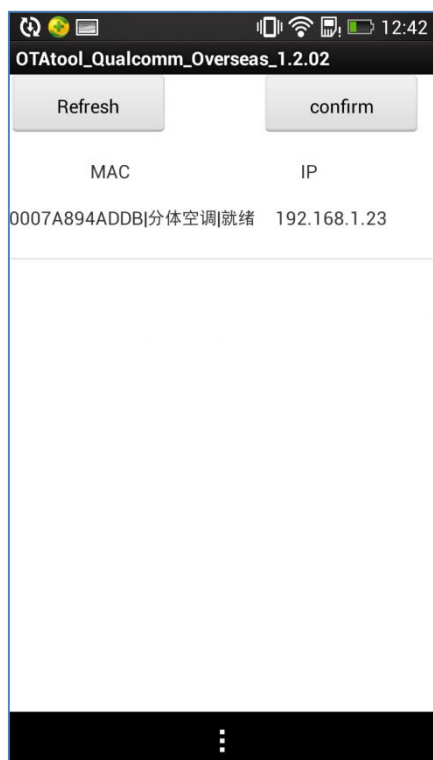 12:42
OTAtool_Qualcomm_Overseas_1.2.02
Refresh confirm
MAC IP
0007A894ADDB|分体空调|就绪 192.168.1.23